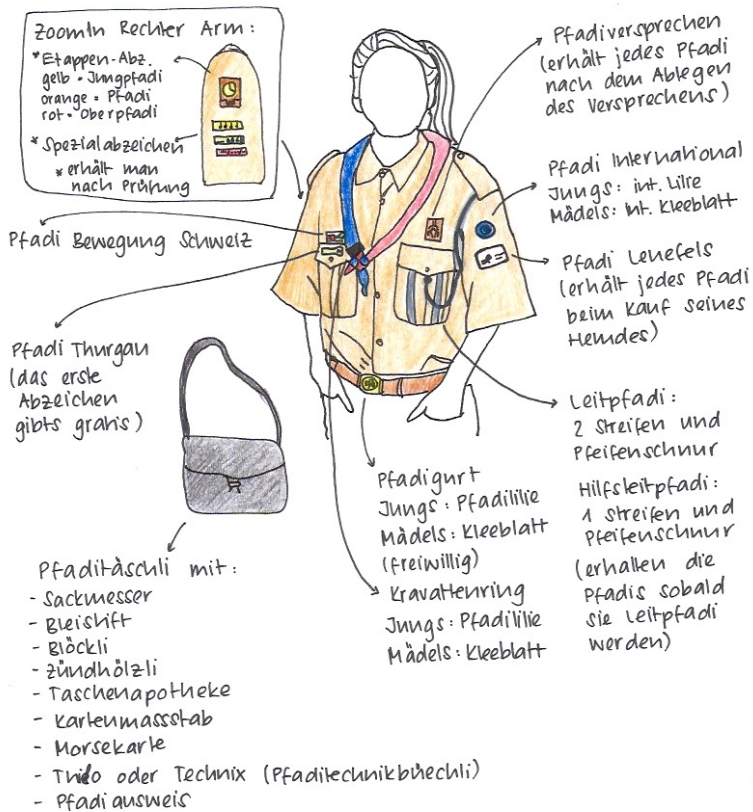 ZoomIn Rechter Arm:
* Etappen-Abz.
gelb = Jungpfadi
orange = Pfadi
rot = Oberpfadi
* Spezialabzeichen
* erhält man
nach Prüfung
Pfadiversprechen
(erhält jedes Pfadi
nach dem Ablegen
des Versprechens)
Pfadi International
Jungs: int. Lilie
Mädels: int. Kleeblatt
Pfadi Bewegung Schweiz
Pfadi Leuefels
(erhält jedes Pfadi
beim Kauf seines
Hemdes)
Pfadi Thurgau
(das erste
Abzeichen
gibts gratis)
Leitpfadi:
2 Streifen und
Pfeifenschnur
Hilfsleitpfadi:
1 Streifen und
Pfeifenschnur
(erhalten die
Pfadis sobald
sie Leitpfadi
werden)
Pfadigurt
Jungs: Pfadililie
Mädels: Kleeblatt
(freiwillig)
Kravattenring
Jungs: Pfadililie
Mädels: Kleeblatt
Pfaditäschli mit:
- Sackmesser
- Bleistift
- Blöckli
- Zündhölzli
- Taschenapotheke
- Kartenmassstab
- Morsekarte
- Thilo oder Technix (Pfaditechnikbüechli)
- Pfadiausweis